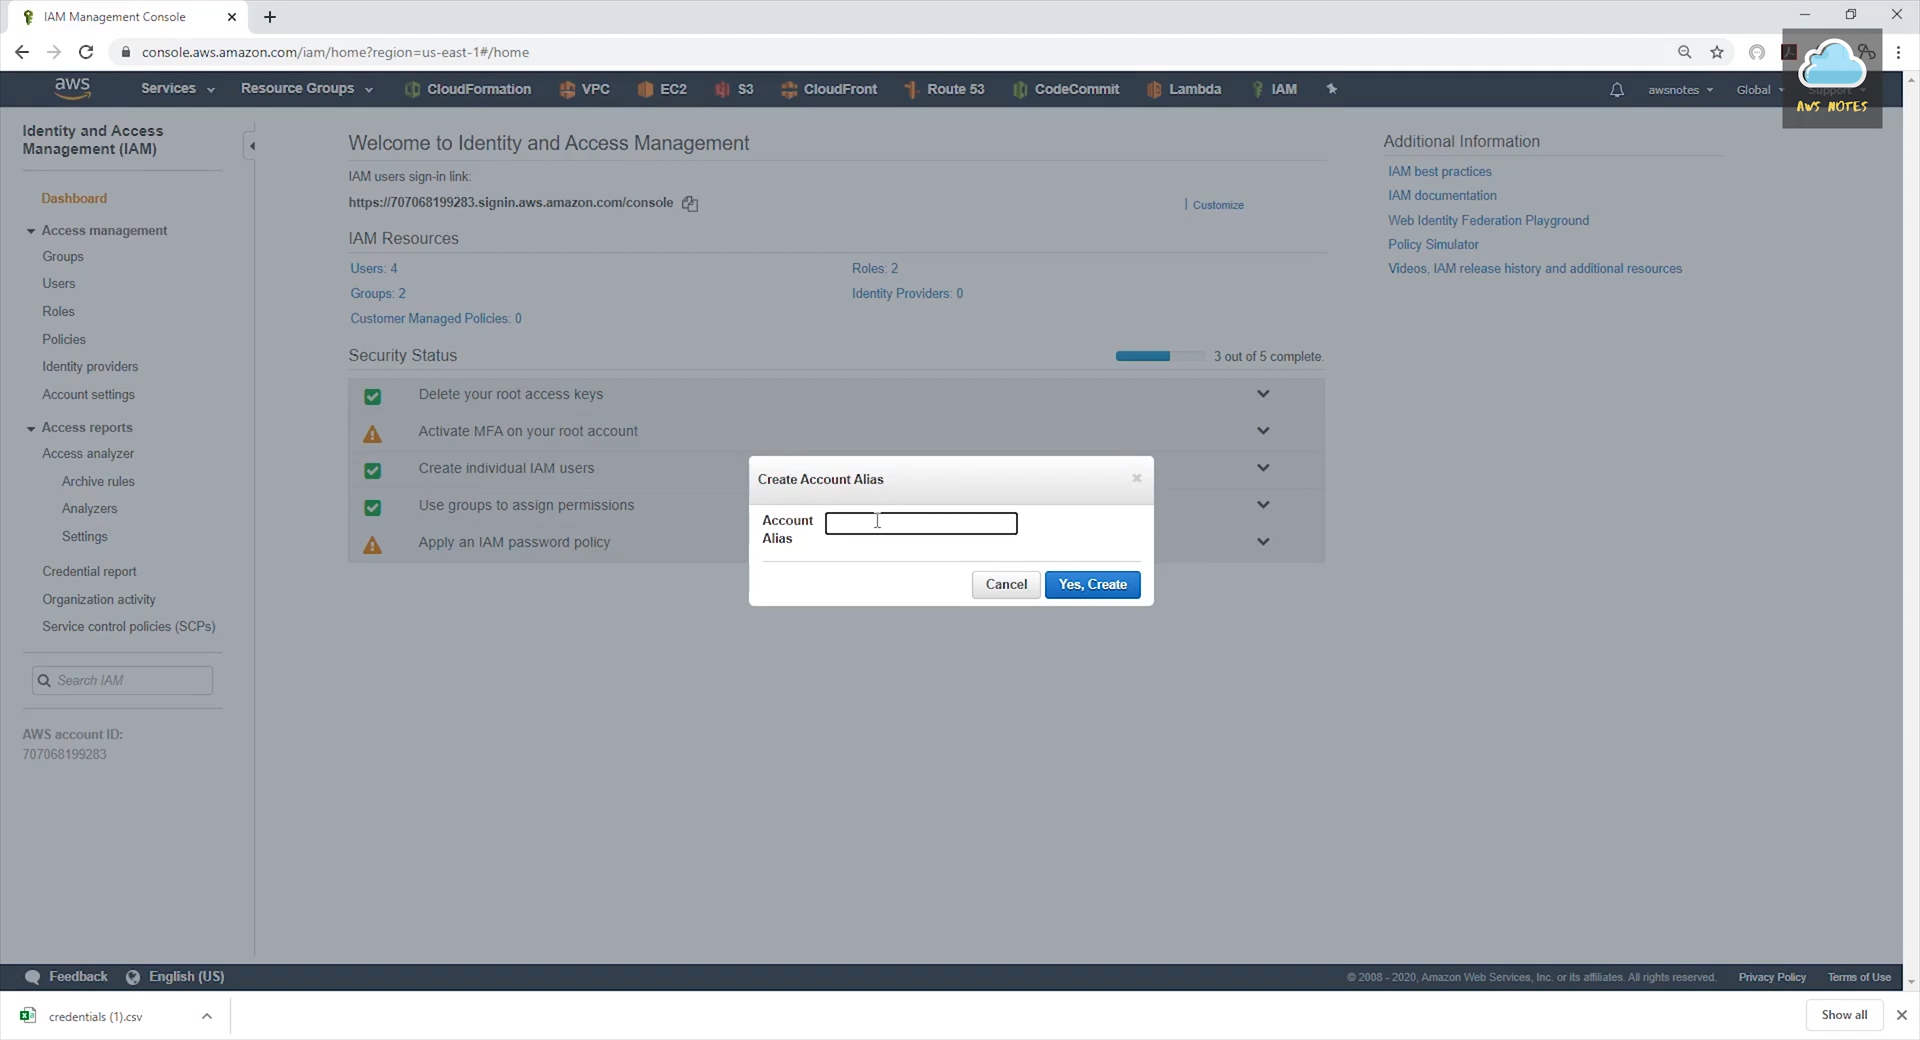 IAM Management Console
console.aws.amazon.com/iam/home?region=us-east-1#/home
aws
Services
Resource Groups
CloudFormation
VPC
EC2
S3
CloudFront
Route 53
CodeCommit
Lambda
IAM
awsnotes
Global
Support
AWS NOTES
Identity and Access
Management (IAM)
Dashboard
Access management
Groups
Users
Roles
Policies
Identity providers
Account settings
Access reports
Access analyzer
Archive rules
Analyzers
Settings
Credential report
Organization activity
Service control policies (SCPs)
Search IAM
AWS account ID:
707068199283
Welcome to Identity and Access Management
IAM users sign-in link:
https://707068199283.signin.aws.amazon.com/console
Customize
IAM Resources
Users: 4
Roles: 2
Groups: 2
Identity Providers: 0
Customer Managed Policies: 0
Security Status
3 out of 5 complete.
Delete your root access keys
Activate MFA on your root account
Create individual IAM users
Use groups to assign permissions
Apply an IAM password policy
Create Account Alias
Account
Alias
Cancel
Yes, Create
Additional Information
IAM best practices
IAM documentation
Web Identity Federation Playground
Policy Simulator
Videos, IAM release history and additional resources
Feedback
English (US)
© 2008 - 2020, Amazon Web Services, Inc. or its affiliates. All rights reserved.
Privacy Policy
Terms of Use
credentials (1).csv
Show all